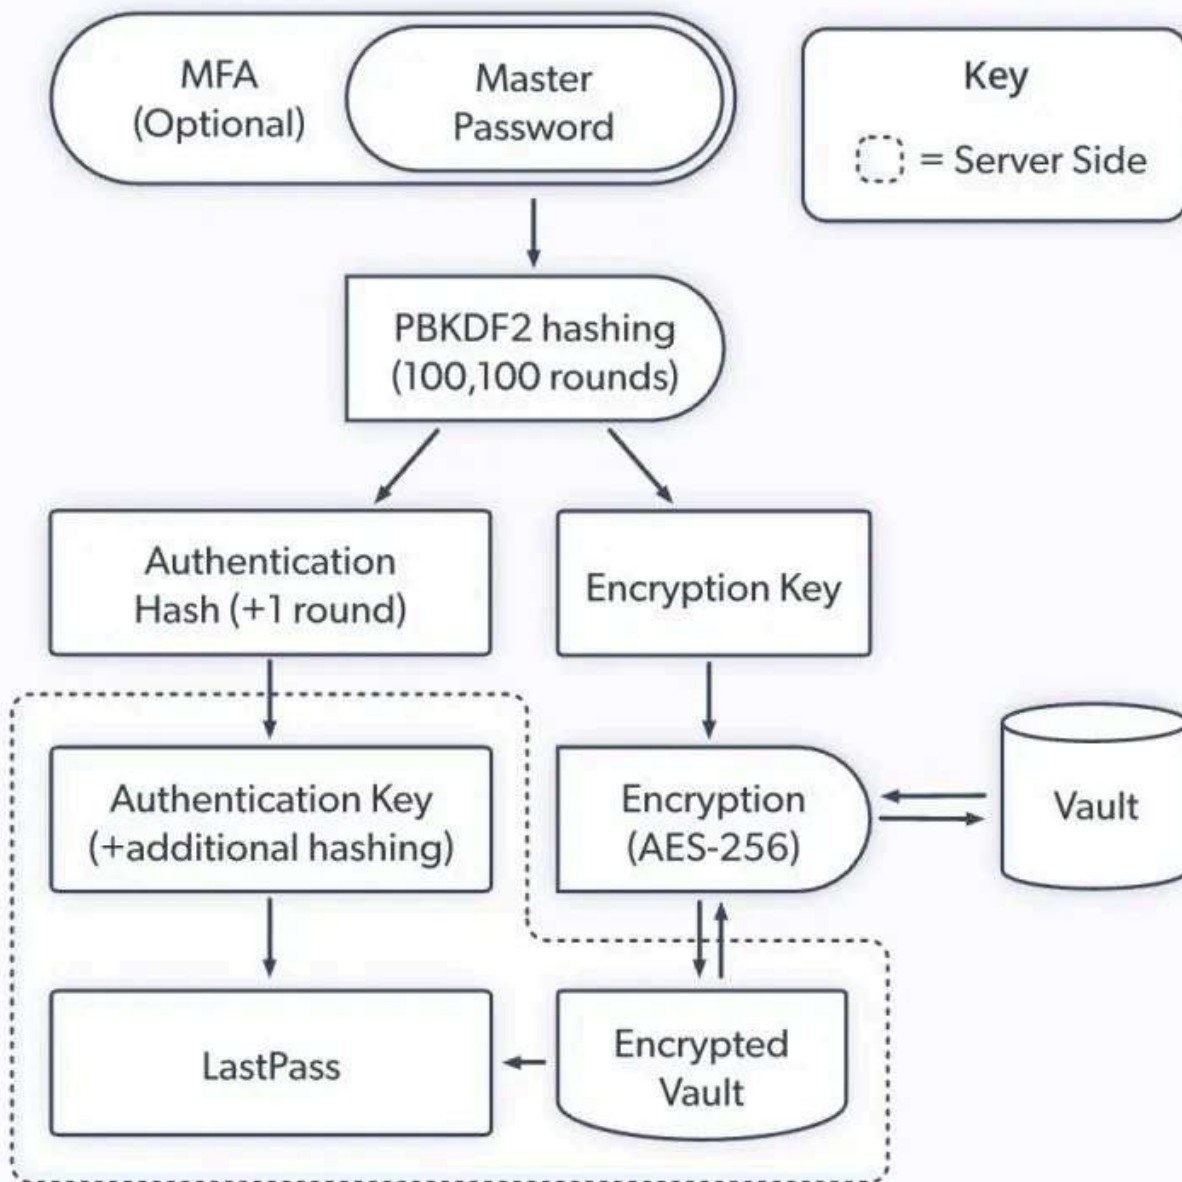 MFA
(Optional)
Master
Password
Key
= Server Side
PBKDF2 hashing
(100,100 rounds)
Authentication
Hash (+1 round)
Encryption Key
Authentication Key
(+additional hashing)
Encryption
(AES-256)
Vault
LastPass
Encrypted
Vault